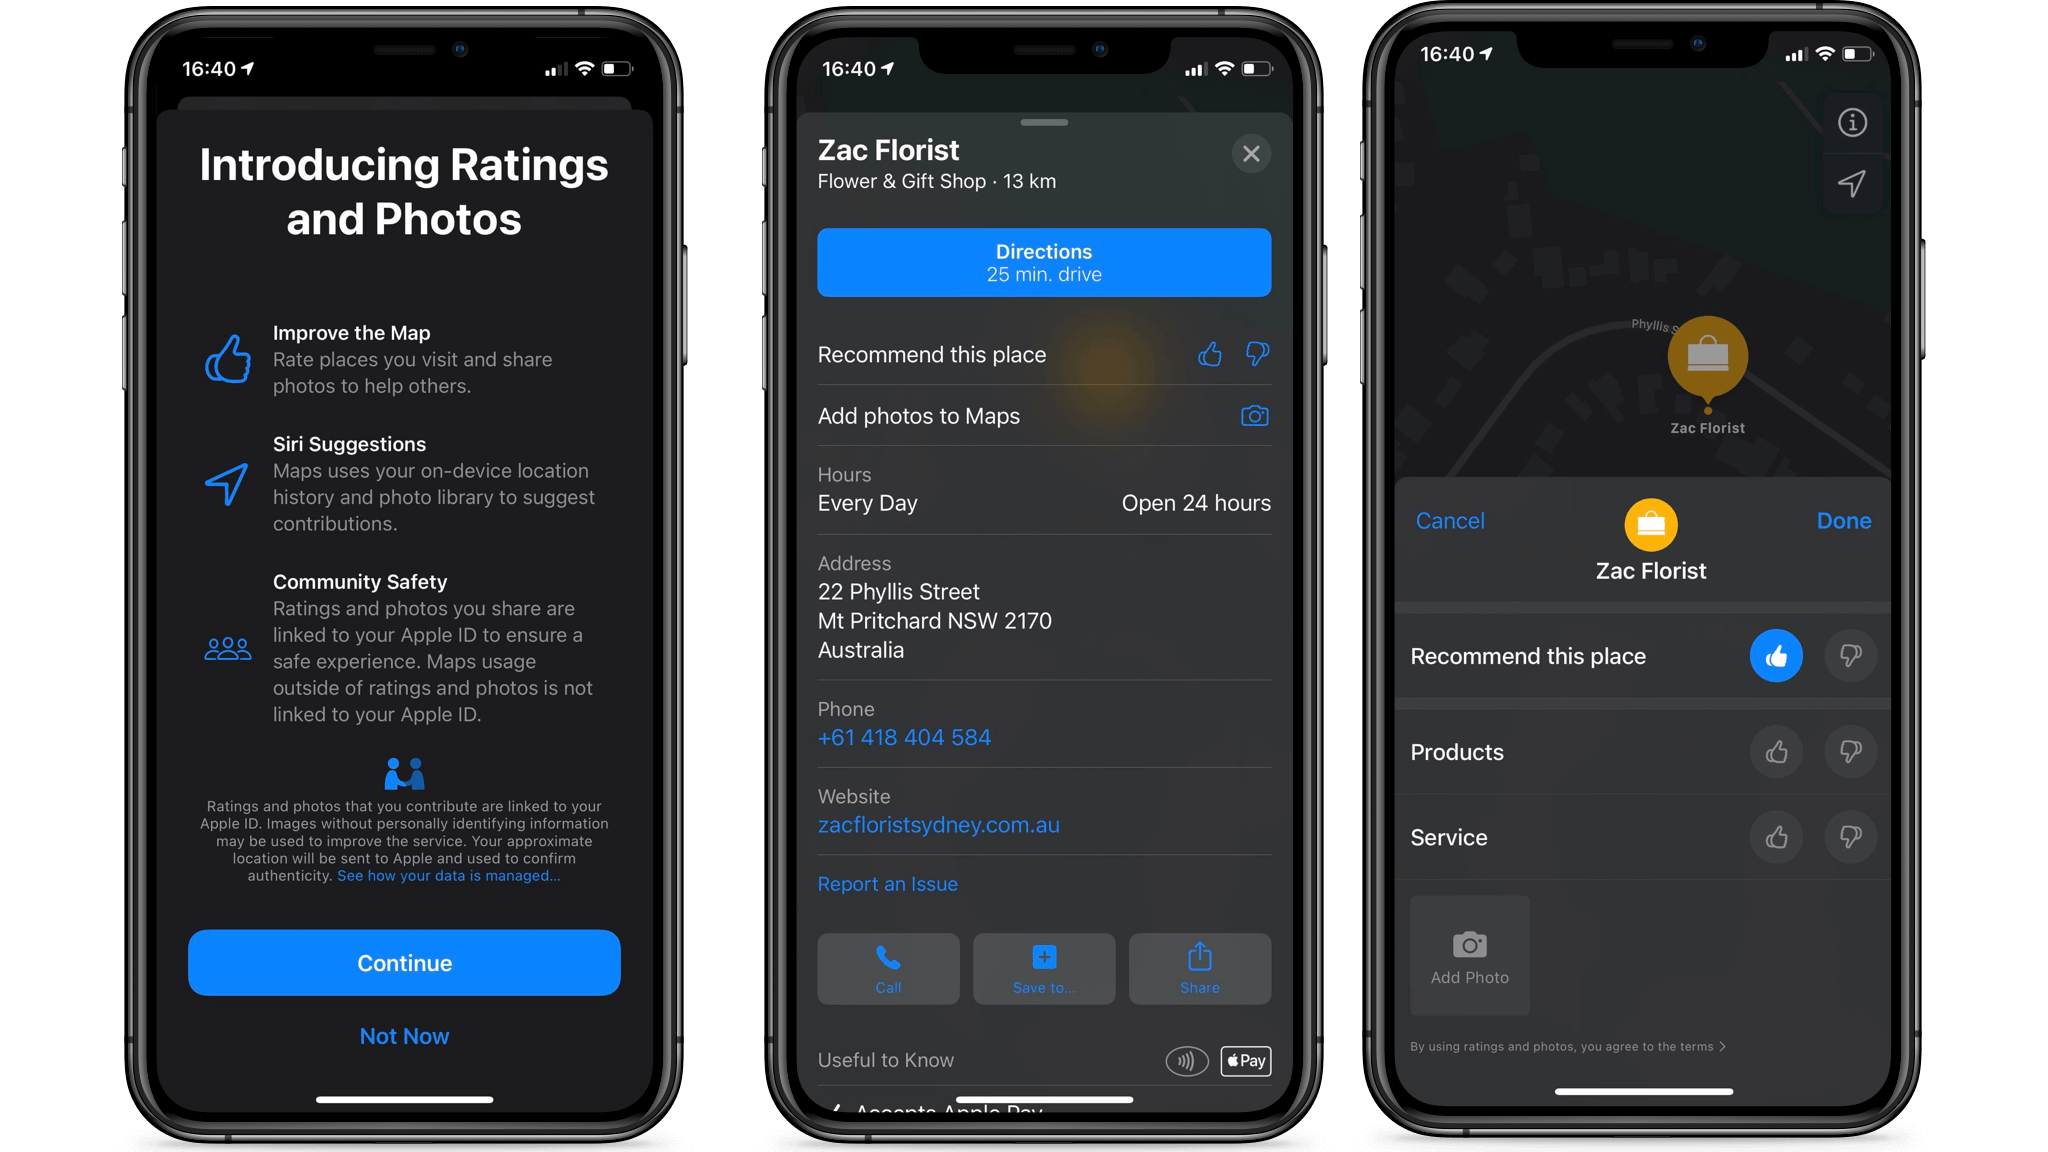 16:40
Introducing Ratings
and Photos
Improve the Map
Rate places you visit and share
photos to help others.
Siri Suggestions
Maps uses your on-device location
history and photo library to suggest
contributions.
Community Safety
Ratings and photos you share are
linked to your Apple ID to ensure a
safe experience. Maps usage
outside of ratings and photos is not
linked to your Apple ID.
Ratings and photos that you contribute are linked to your
Apple ID. Images without personally identifying information
may be used to improve the service. Your approximate
location will be sent to Apple and used to confirm
authenticity. See how your data is managed...
Continue
Not Now
16:40
Zac Florist
Flower & Gift Shop · 13 km
Directions
25 min. drive
Recommend this place
Add photos to Maps
Hours
Every Day Open 24 hours
Address
22 Phyllis Street
Mt Pritchard NSW 2170
Australia
Phone
+61 418 404 584
Website
zacfloristsydney.com.au
Report an Issue
Call Save to... Share
Useful to Know Pay
Accepts Apple Pay
16:40
Phyllis S
Zac Florist
Cancel Done
Zac Florist
Recommend this place
Products
Service
Add Photo
By using ratings and photos, you agree to the terms >